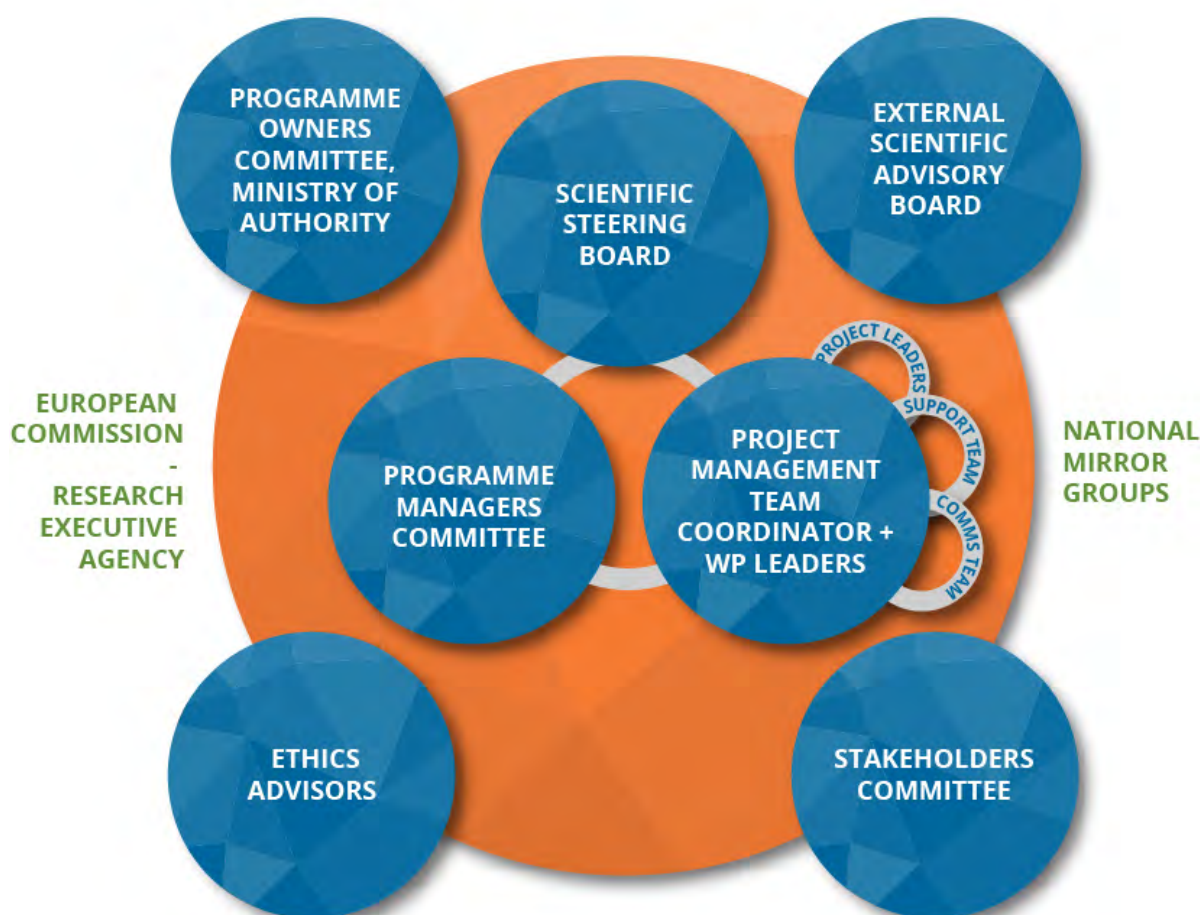 PROGRAMME
OWNERS
COMMITTEE,
MINISTRY OF
AUTHORITY
SCIENTIFIC
STEERING
BOARD
EXTERNAL
SCIENTIFIC
ADVISORY
BOARD
PROJECT LEADERS
SUPPORT TEAM
COMMS TEAM
EUROPEAN
COMMISSION
-
RESEARCH
EXECUTIVE
AGENCY
PROGRAMME
MANAGERS
COMMITTEE
PROJECT
MANAGEMENT
TEAM
COORDINATOR +
WP LEADERS
NATIONAL
MIRROR
GROUPS
ETHICS
ADVISORS
STAKEHOLDERS
COMMITTEE